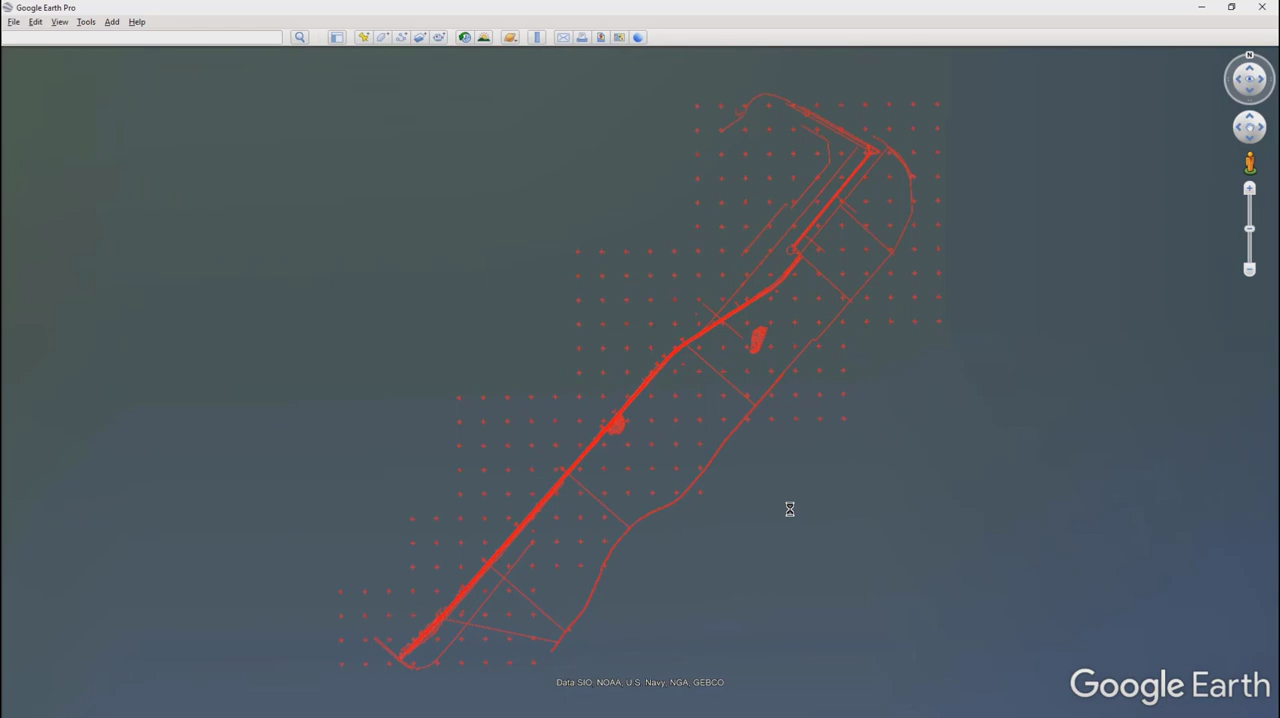 Google Earth Pro
File Edit View Tools Add Help
N
Data SIO, NOAA, U.S. Navy, NGA, GEBCO
Google Earth